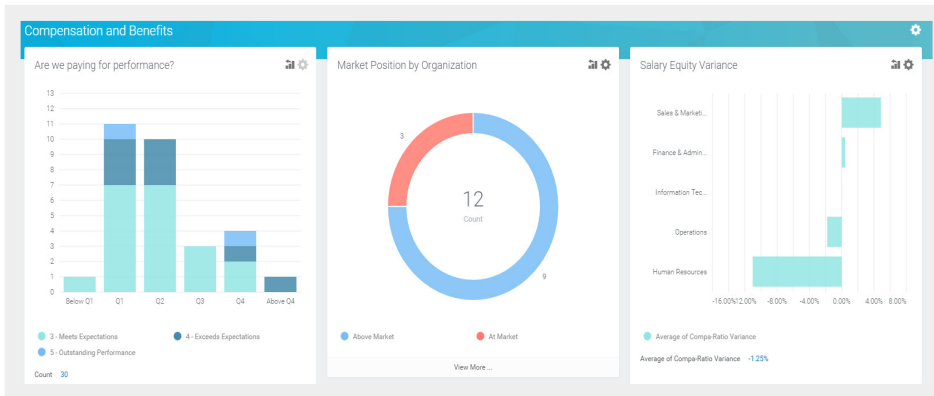 Compensation and Benefits
Are we paying for performance?
13
12
11
10
9
8
7
6
5
4
3
2
1
0
Below Q1 Q1 Q2 Q3 Q4 Above Q4
3 - Meets Expectations 4 - Exceeds Expectations
5 - Outstanding Performance
Count 30
Market Position by Organization
3
12
Count
9
Above Market At Market
View More ...
Salary Equity Variance
Sales & Marketi...
Finance & Admin...
Information Tec...
Operations
Human Resources
-16.00%12.00% -8.00% -4.00% 0.00% 4.00% 8.00%
Average of Compa-Ratio Variance
Average of Compa-Ratio Variance -1.25%